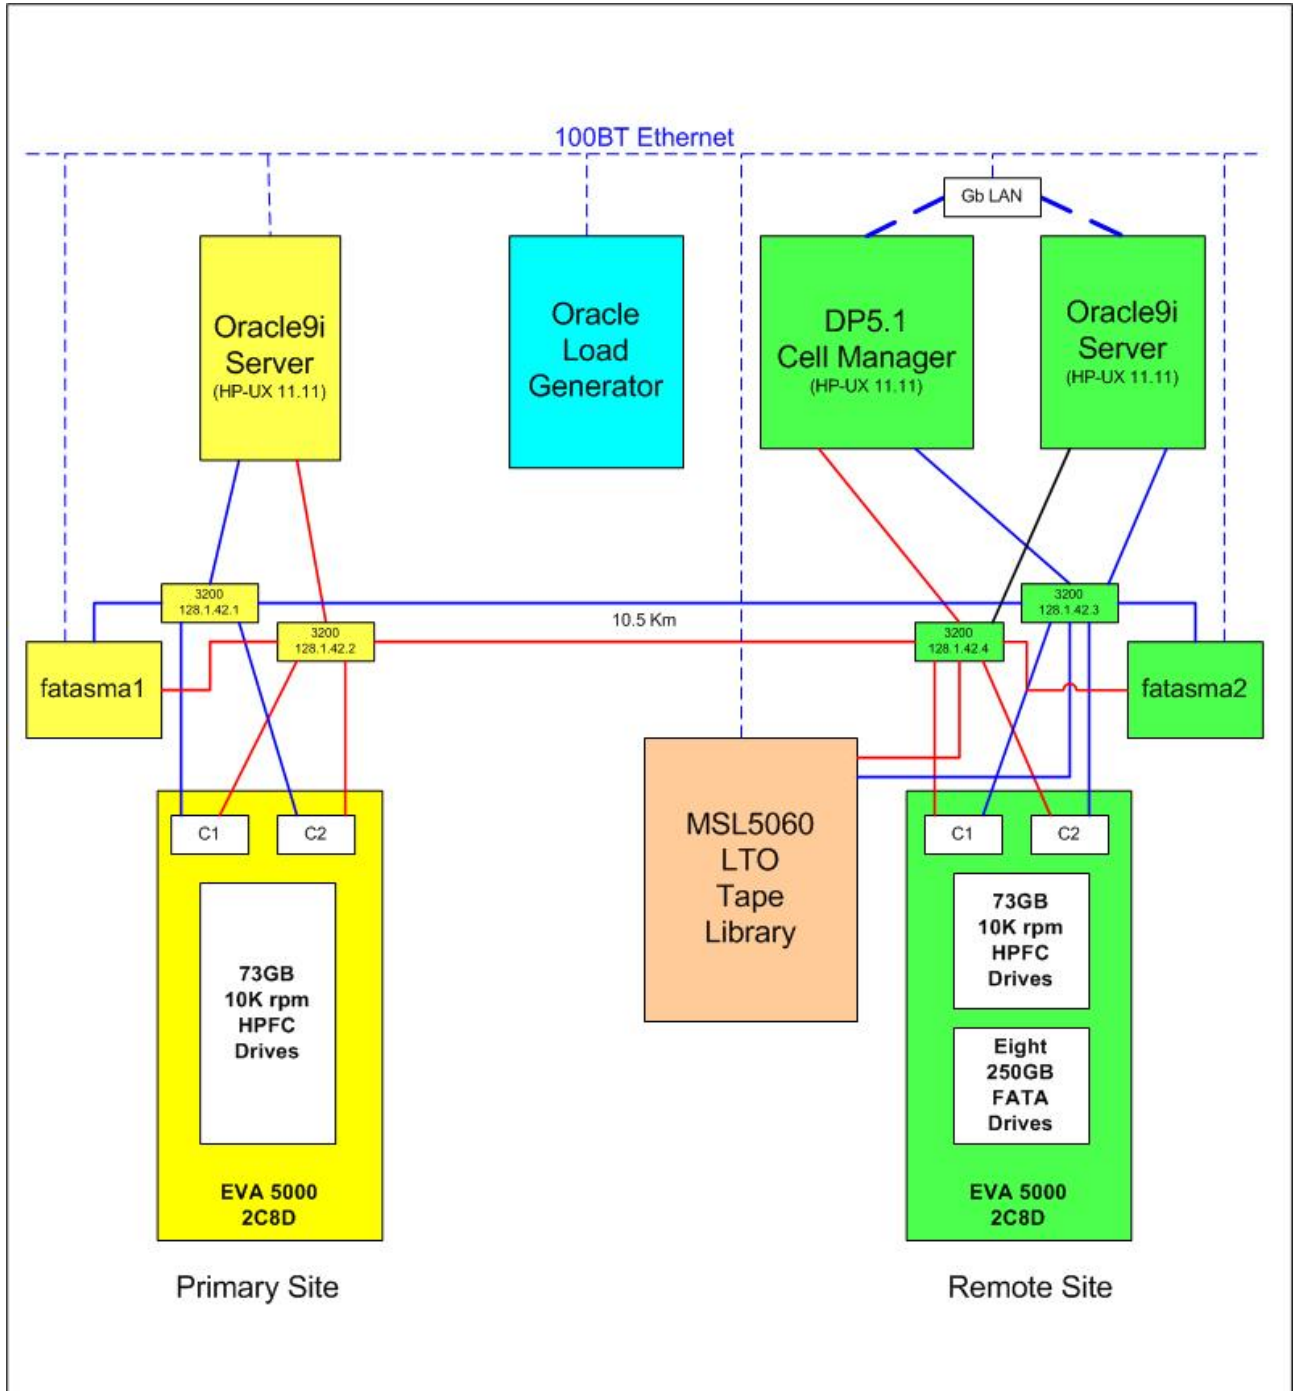 100BT Ethernet
Gb LAN
Oracle9i
Server
(HP-UX 11.11)
Oracle
Load
Generator
DP5.1
Cell Manager
(HP-UX 11.11)
Oracle9i
Server
(HP-UX 11.11)
3200
128.1.42.1
3200
128.1.42.2
10.5 Km
3200
128.1.42.3
3200
128.1.42.4
fatasma1
fatasma2
C1
C2
73GB
10K rpm
HPFC
Drives
EVA 5000
2C8D
MSL5060
LTO
Tape
Library
C1
C2
73GB
10K rpm
HPFC
Drives
Eight
250GB
FATA
Drives
EVA 5000
2C8D
Primary Site
Remote Site